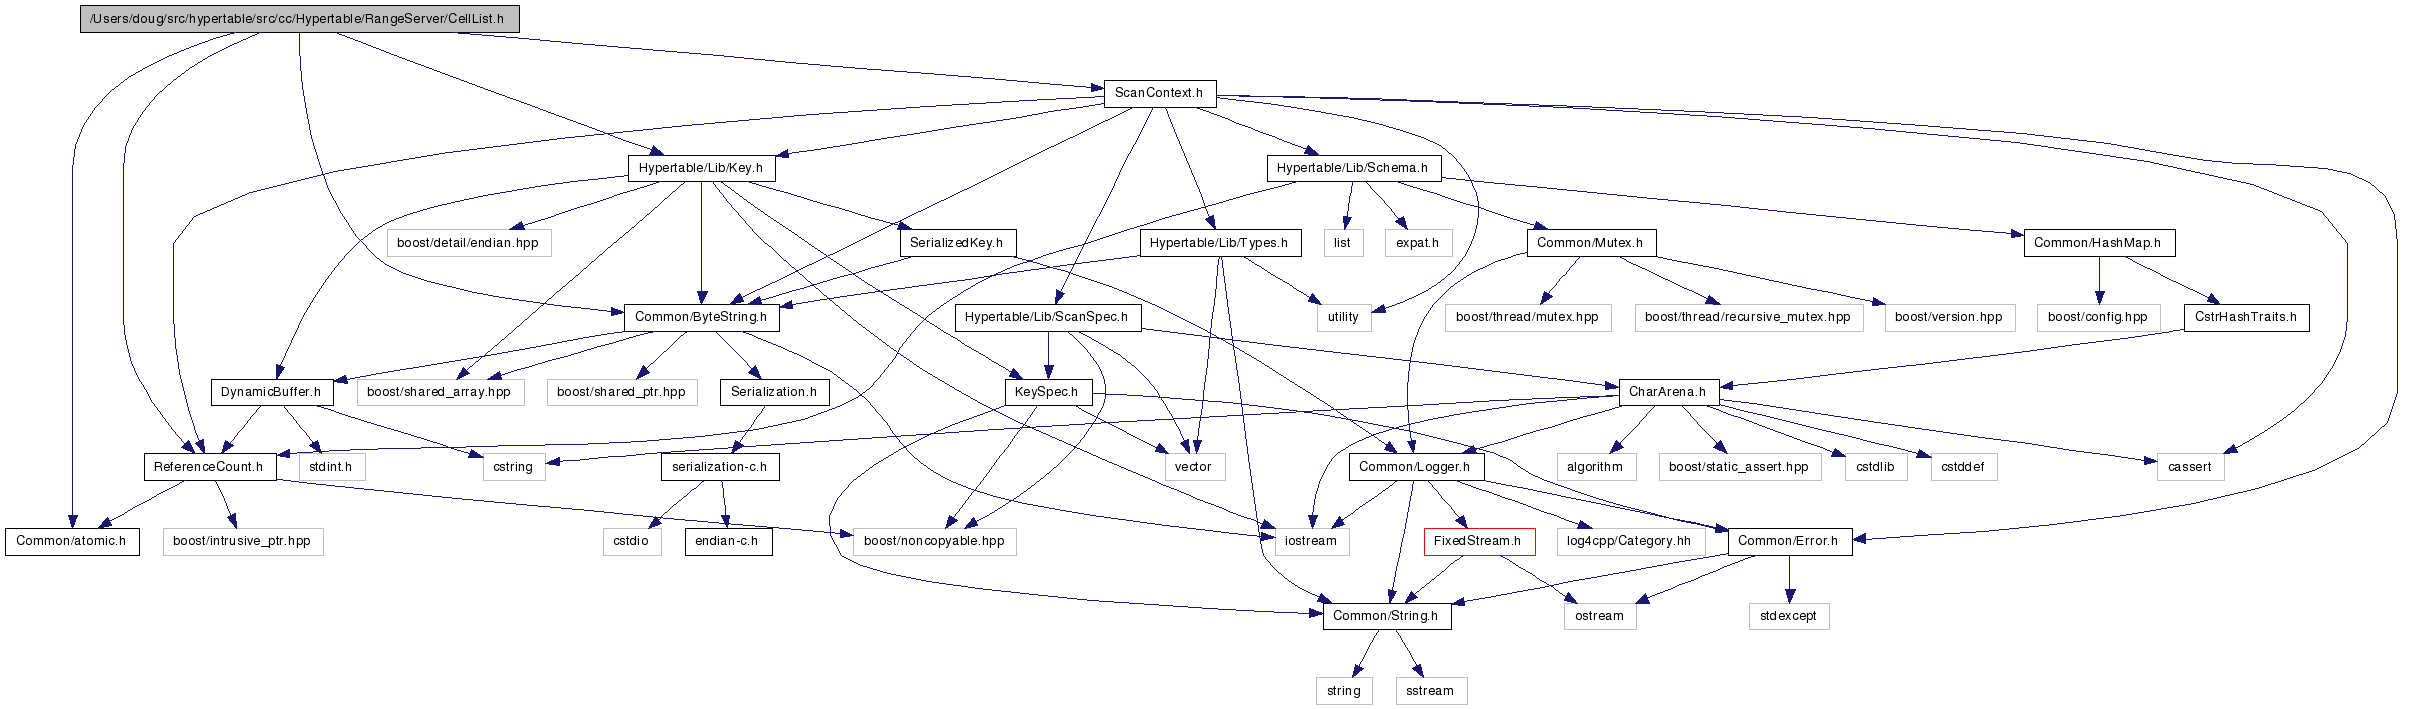 /Users/doug/src/hypertable/src/cc/Hypertable/RangeServer/CellList.h
ScanContext.h
Hypertable/Lib/Key.h
Hypertable/Lib/Schema.h
boost/detail/endian.hpp
SerializedKey.h
Hypertable/Lib/Types.h
list
expat.h
Common/Mutex.h
Common/HashMap.h
Common/ByteString.h
Hypertable/Lib/ScanSpec.h
utility
boost/thread/mutex.hpp
boost/thread/recursive_mutex.hpp
boost/version.hpp
boost/config.hpp
CstrHashTraits.h
DynamicBuffer.h
boost/shared_array.hpp
boost/shared_ptr.hpp
Serialization.h
KeySpec.h
CharArena.h
ReferenceCount.h
stdint.h
cstring
serialization-c.h
vector
Common/Logger.h
algorithm
boost/static_assert.hpp
cstdlib
cstddef
cassert
Common/atomic.h
boost/intrusive_ptr.hpp
cstdio
endian-c.h
boost/noncopyable.hpp
iostream
FixedStream.h
log4cpp/Category.hh
Common/Error.h
Common/String.h
ostream
stdexcept
string
sstream